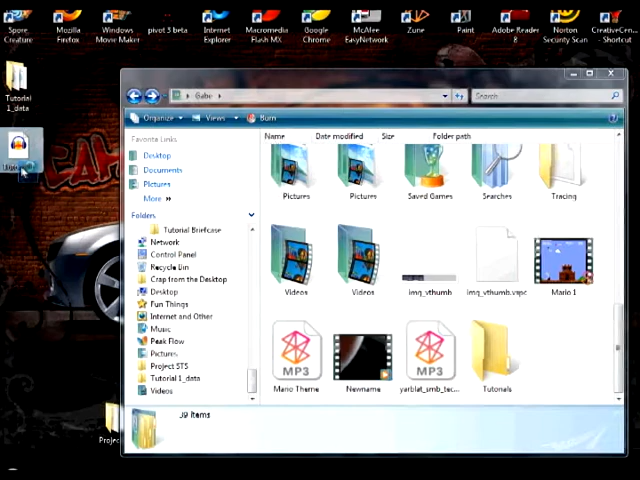 Spore Creature
Mozilla Firefox
Windows Movie Maker
pivot 3 beta
Internet Explorer
Macromedia Flash MX
Google Chrome
McAfee EasyNetwork
Zune
Paint
Adobe Reader 8
Norton Security Scan
CreativeCen... - Shortcut
Tutorial 1_data
Gabe
Search
Organize
Views
Burn
Favorite Links
Desktop
Documents
Pictures
More »
Folders
Tutorial Briefcase
Network
Control Panel
Recycle Bin
Crap from the Desktop
Desktop
Fun Things
Internet and Other
Music
Peak Flow
Pictures
Project STS
Tutorial 1_data
Videos
Name
Date modified
Size
Folder path
Pictures
Pictures
Saved Games
Searches
Tracing
Videos
Videos
img_vthumb
img_vthumb.vspc
Mario 1
MP3
MP3
Mario Theme
Newname
yarblat_smb_tec...
Tutorials
39 items
Projec